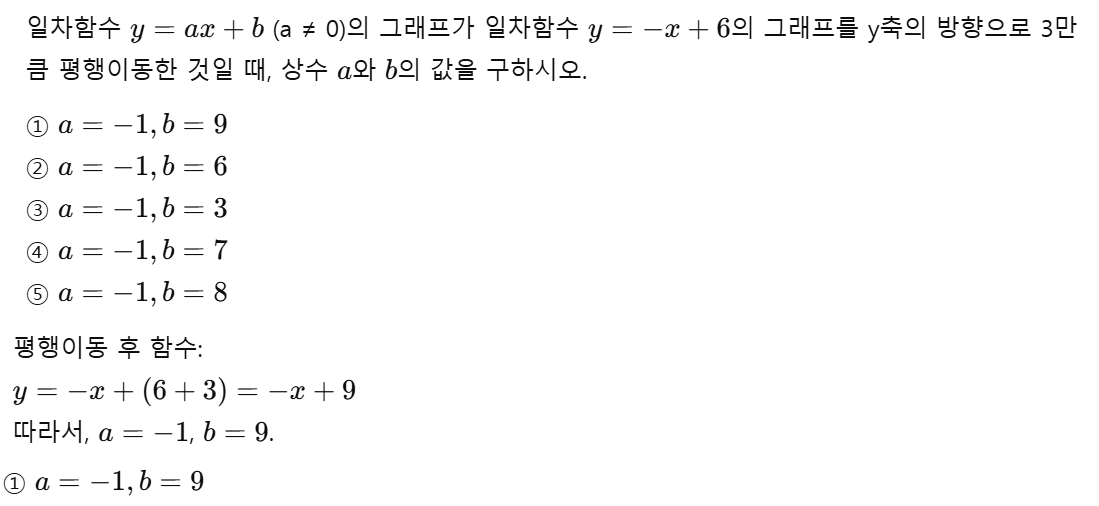 일차함수 y = ax + b (a ≠ 0)의 그래프가 일차함수 y = −x + 6의 그래프를 y축의 방향으로 3만
큼 평행이동한 것일 때, 상수 a와 b의 값을 구하시오.
① a = −1, b = 9
② a = −1, b = 6
③ a = −1, b = 3
④ a = −1, b = 7
⑤ a = −1, b = 8
평행이동 후 함수:
y = −x + (6 + 3) = −x + 9
따라서, a = −1, b = 9.
① a = −1, b = 9